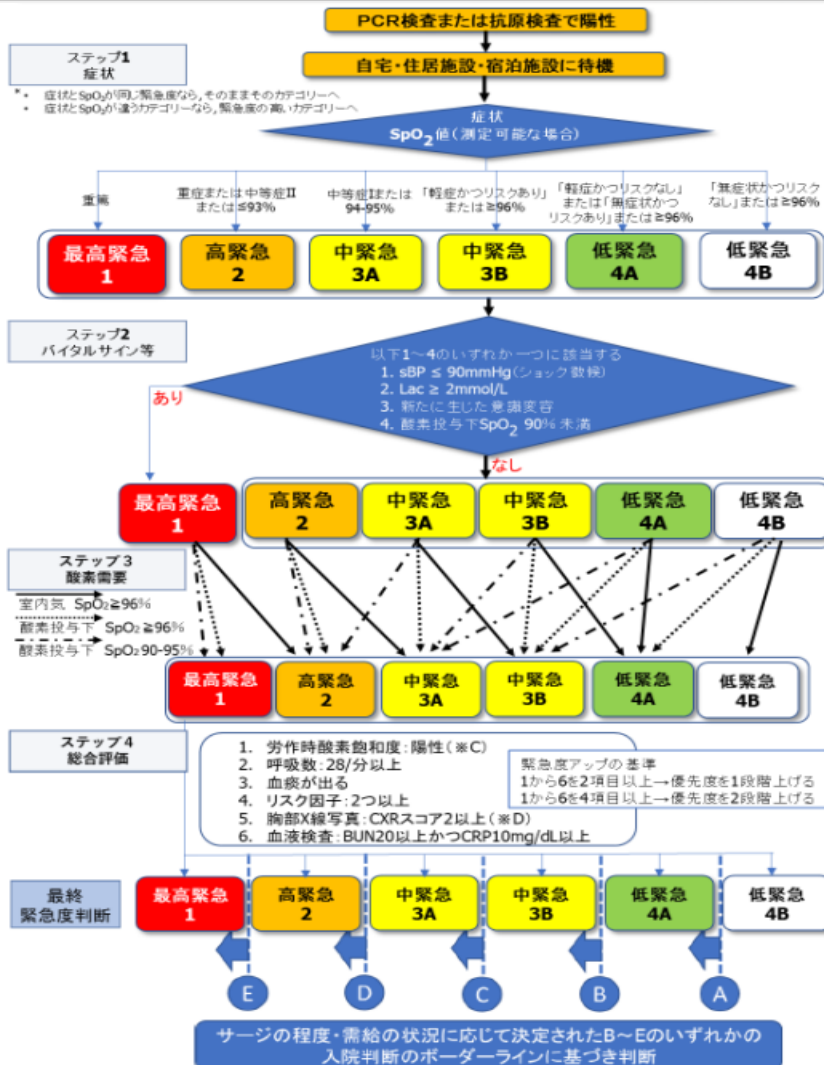 PCR検査または抗原検査で陽性
自宅・住居施設・宿泊施設に待機
ステップ1
症状
*・ 症状とSpO₂が同じ緊急度なら,そのままそのカテゴリーへ
・ 症状とSpO₂が違うカテゴリーなら,緊急度の高いカテゴリーへ
症状
SpO₂値(測定可能な場合)
重篤
重症または中等症II
または≦93%
中等症Iまたは
94-95%
「軽症かつリスクあり」
または≧96%
「軽症かつリスクなし」
または「無症状かつ
リスクあり」または≧96%
「無症状かつリスク
なし」または≧96%
最高緊急
1
高緊急
2
中緊急
3A
中緊急
3B
低緊急
4A
低緊急
4B
ステップ2
バイタルサイン等
以下1～4のいずれか一つに該当する
1. sBP ≤ 90mmHg(ショック徴候)
2. Lac ≥ 2mmol/L
3. 新たに生じた意識変容
4. 酸素投与下SpO₂ 90% 未満
あり
なし
最高緊急
1
高緊急
2
中緊急
3A
中緊急
3B
低緊急
4A
低緊急
4B
ステップ３
酸素需要
室内気 SpO₂≧96%
酸素投与下 SpO₂≧96%
酸素投与下 SpO₂90-95%
最高緊急
1
高緊急
2
中緊急
3A
中緊急
3B
低緊急
4A
低緊急
4B
ステップ４
総合評価
1. 労作時酸素飽和度:陽性(※C)
2. 呼吸数:28/分以上
3. 血痰が出る
4. リスク因子:2つ以上
5. 胸部X線写真:CXRスコア2以上(※D)
6. 血液検査:BUN20以上かつCRP10mg/dL以上
緊急度アップの基準
1から6を2項目以上→優先度を1段階上げる
1から6を4項目以上→優先度を2段階上げる
最終
緊急度判断
最高緊急
1
高緊急
2
中緊急
3A
中緊急
3B
低緊急
4A
低緊急
4B
E
D
C
B
A
サージの程度・需給の状況に応じて決定されたB～Eのいずれかの
入院判断のボーダーラインに基づき判断